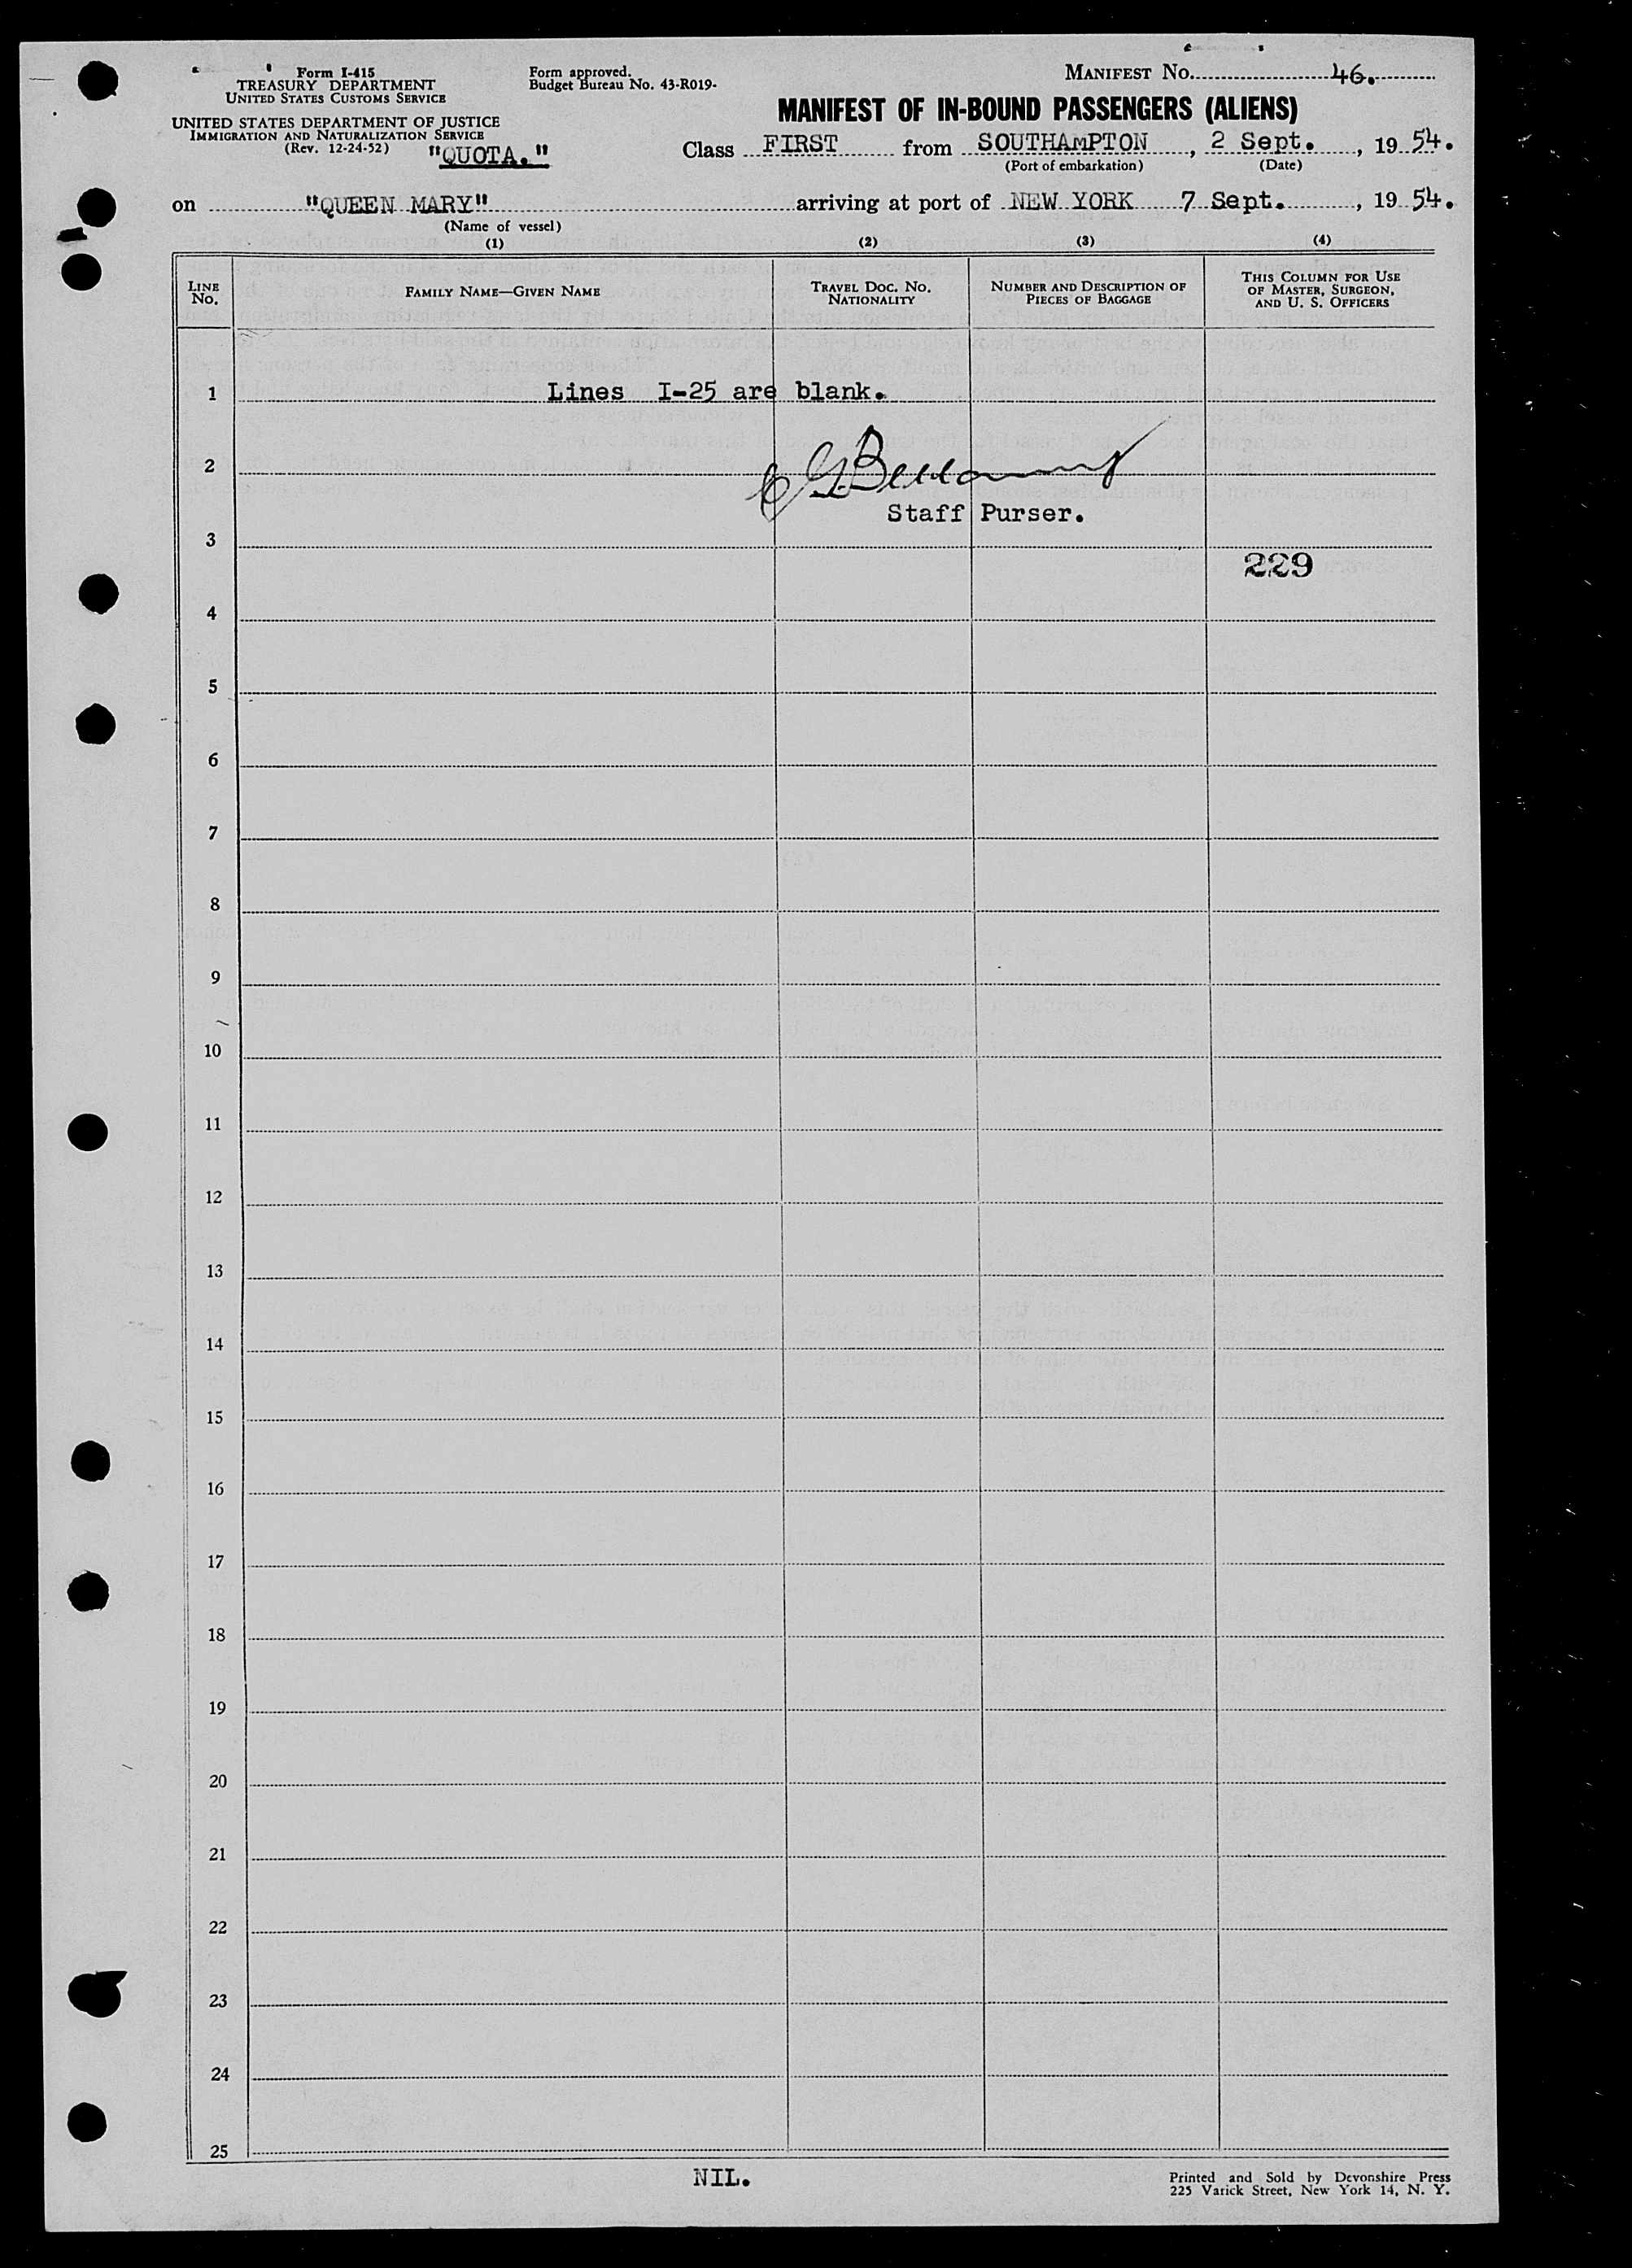 Form I-415
TREASURY DEPARTMENT
UNITED STATES CUSTOMS SERVICE
UNITED STATES DEPARTMENT OF JUSTICE
IMMIGRATION AND NATURALIZATION SERVICE
(Rev. 12-24-52)
"QUOTA."
Form approved.
Budget Bureau No. 43-R019-
MANIFEST No. 46.
MANIFEST OF IN-BOUND PASSENGERS (ALIENS)
Class FIRST from SOUTHAMPTON, 2 Sept., 19 54.
(Port of embarkation) (Date)
on "QUEEN MARY" arriving at port of NEW YORK 7 Sept., 19 54.
(Name of vessel)
(1) (2) (3) (4)
LINE No. FAMILY NAME—GIVEN NAME TRAVEL DOC. No. NATIONALITY NUMBER AND DESCRIPTION OF PIECES OF BAGGAGE THIS COLUMN FOR USE OF MASTER, SURGEON, AND U. S. OFFICERS
1 Lines I-25 are blank.
2
Staff Purser.
3
229
4
5
6
7
8
9
10
11
12
13
14
15
16
17
18
19
20
21
22
23
24
25
NIL.
Printed and Sold by Devonshire Press
225 Varick Street, New York 14, N. Y.